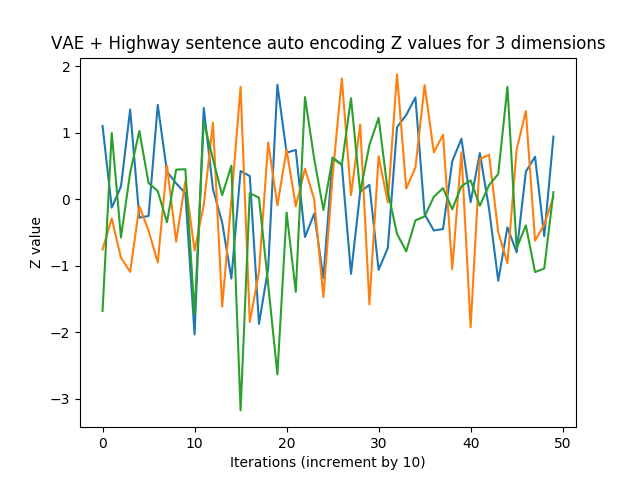 VAE + Highway sentence auto encoding Z values for 3 dimensions
2
1
0
−1
−2
−3
Z value
0 10 20 30 40 50
Iterations (increment by 10)